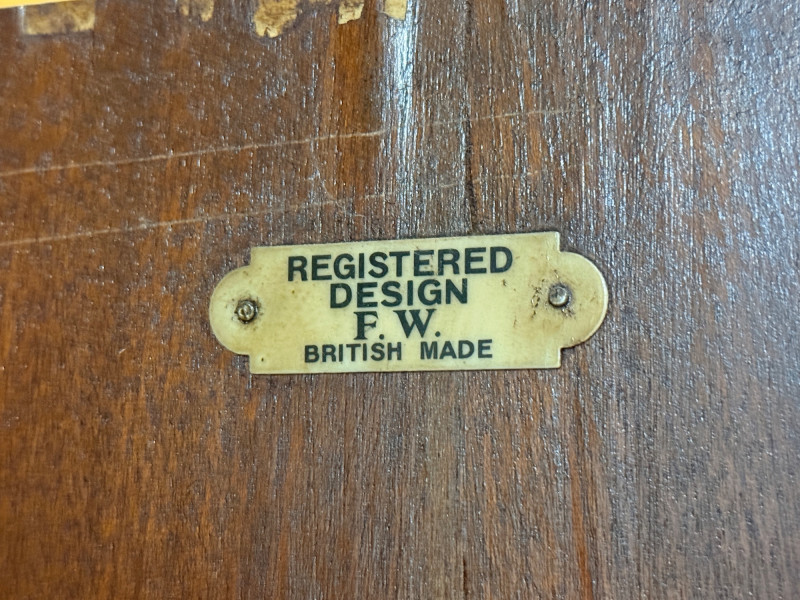 REGISTERED
DESIGN
F. W.
BRITISH MADE